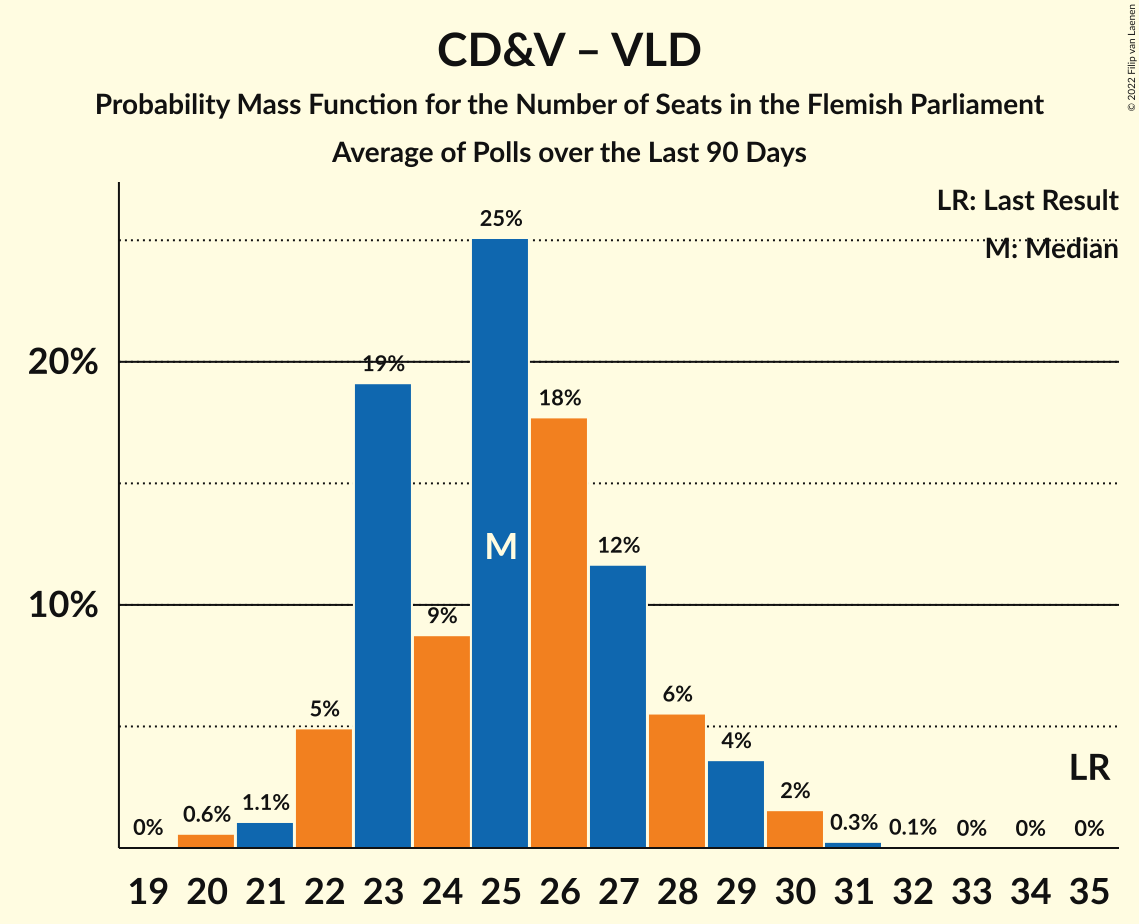 CD&V – VLD
Probability Mass Function for the Number of Seats in the Flemish Parliament
Average of Polls over the Last 90 Days
© 2022 Filip van Laenen
LR: Last Result
M: Median
20%
10%
0%
0.6%
1.1%
5%
19%
9%
25%
M
18%
12%
6%
4%
2%
0.3%
0.1%
0%
0%
0%
LR
19 20 21 22 23 24 25 26 27 28 29 30 31 32 33 34 35